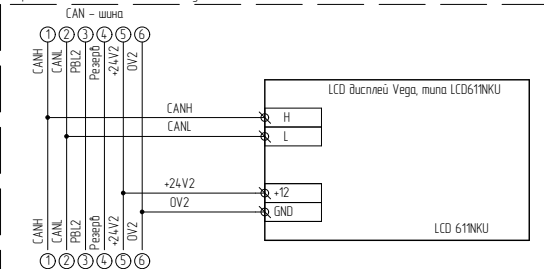 CAN - шина
1 2 3 4 5 6
CANH
CANL
PBL2
Резерв
+24V2
0V2
LCD дисплей Vega, типа LCD611NKU
CANH
H
CANL
L
+24V2
+12
0V2
GND
LCD 611NKU
CANH
CANL
PBL2
Резерв
+24V2
0V2
1 2 3 4 5 6